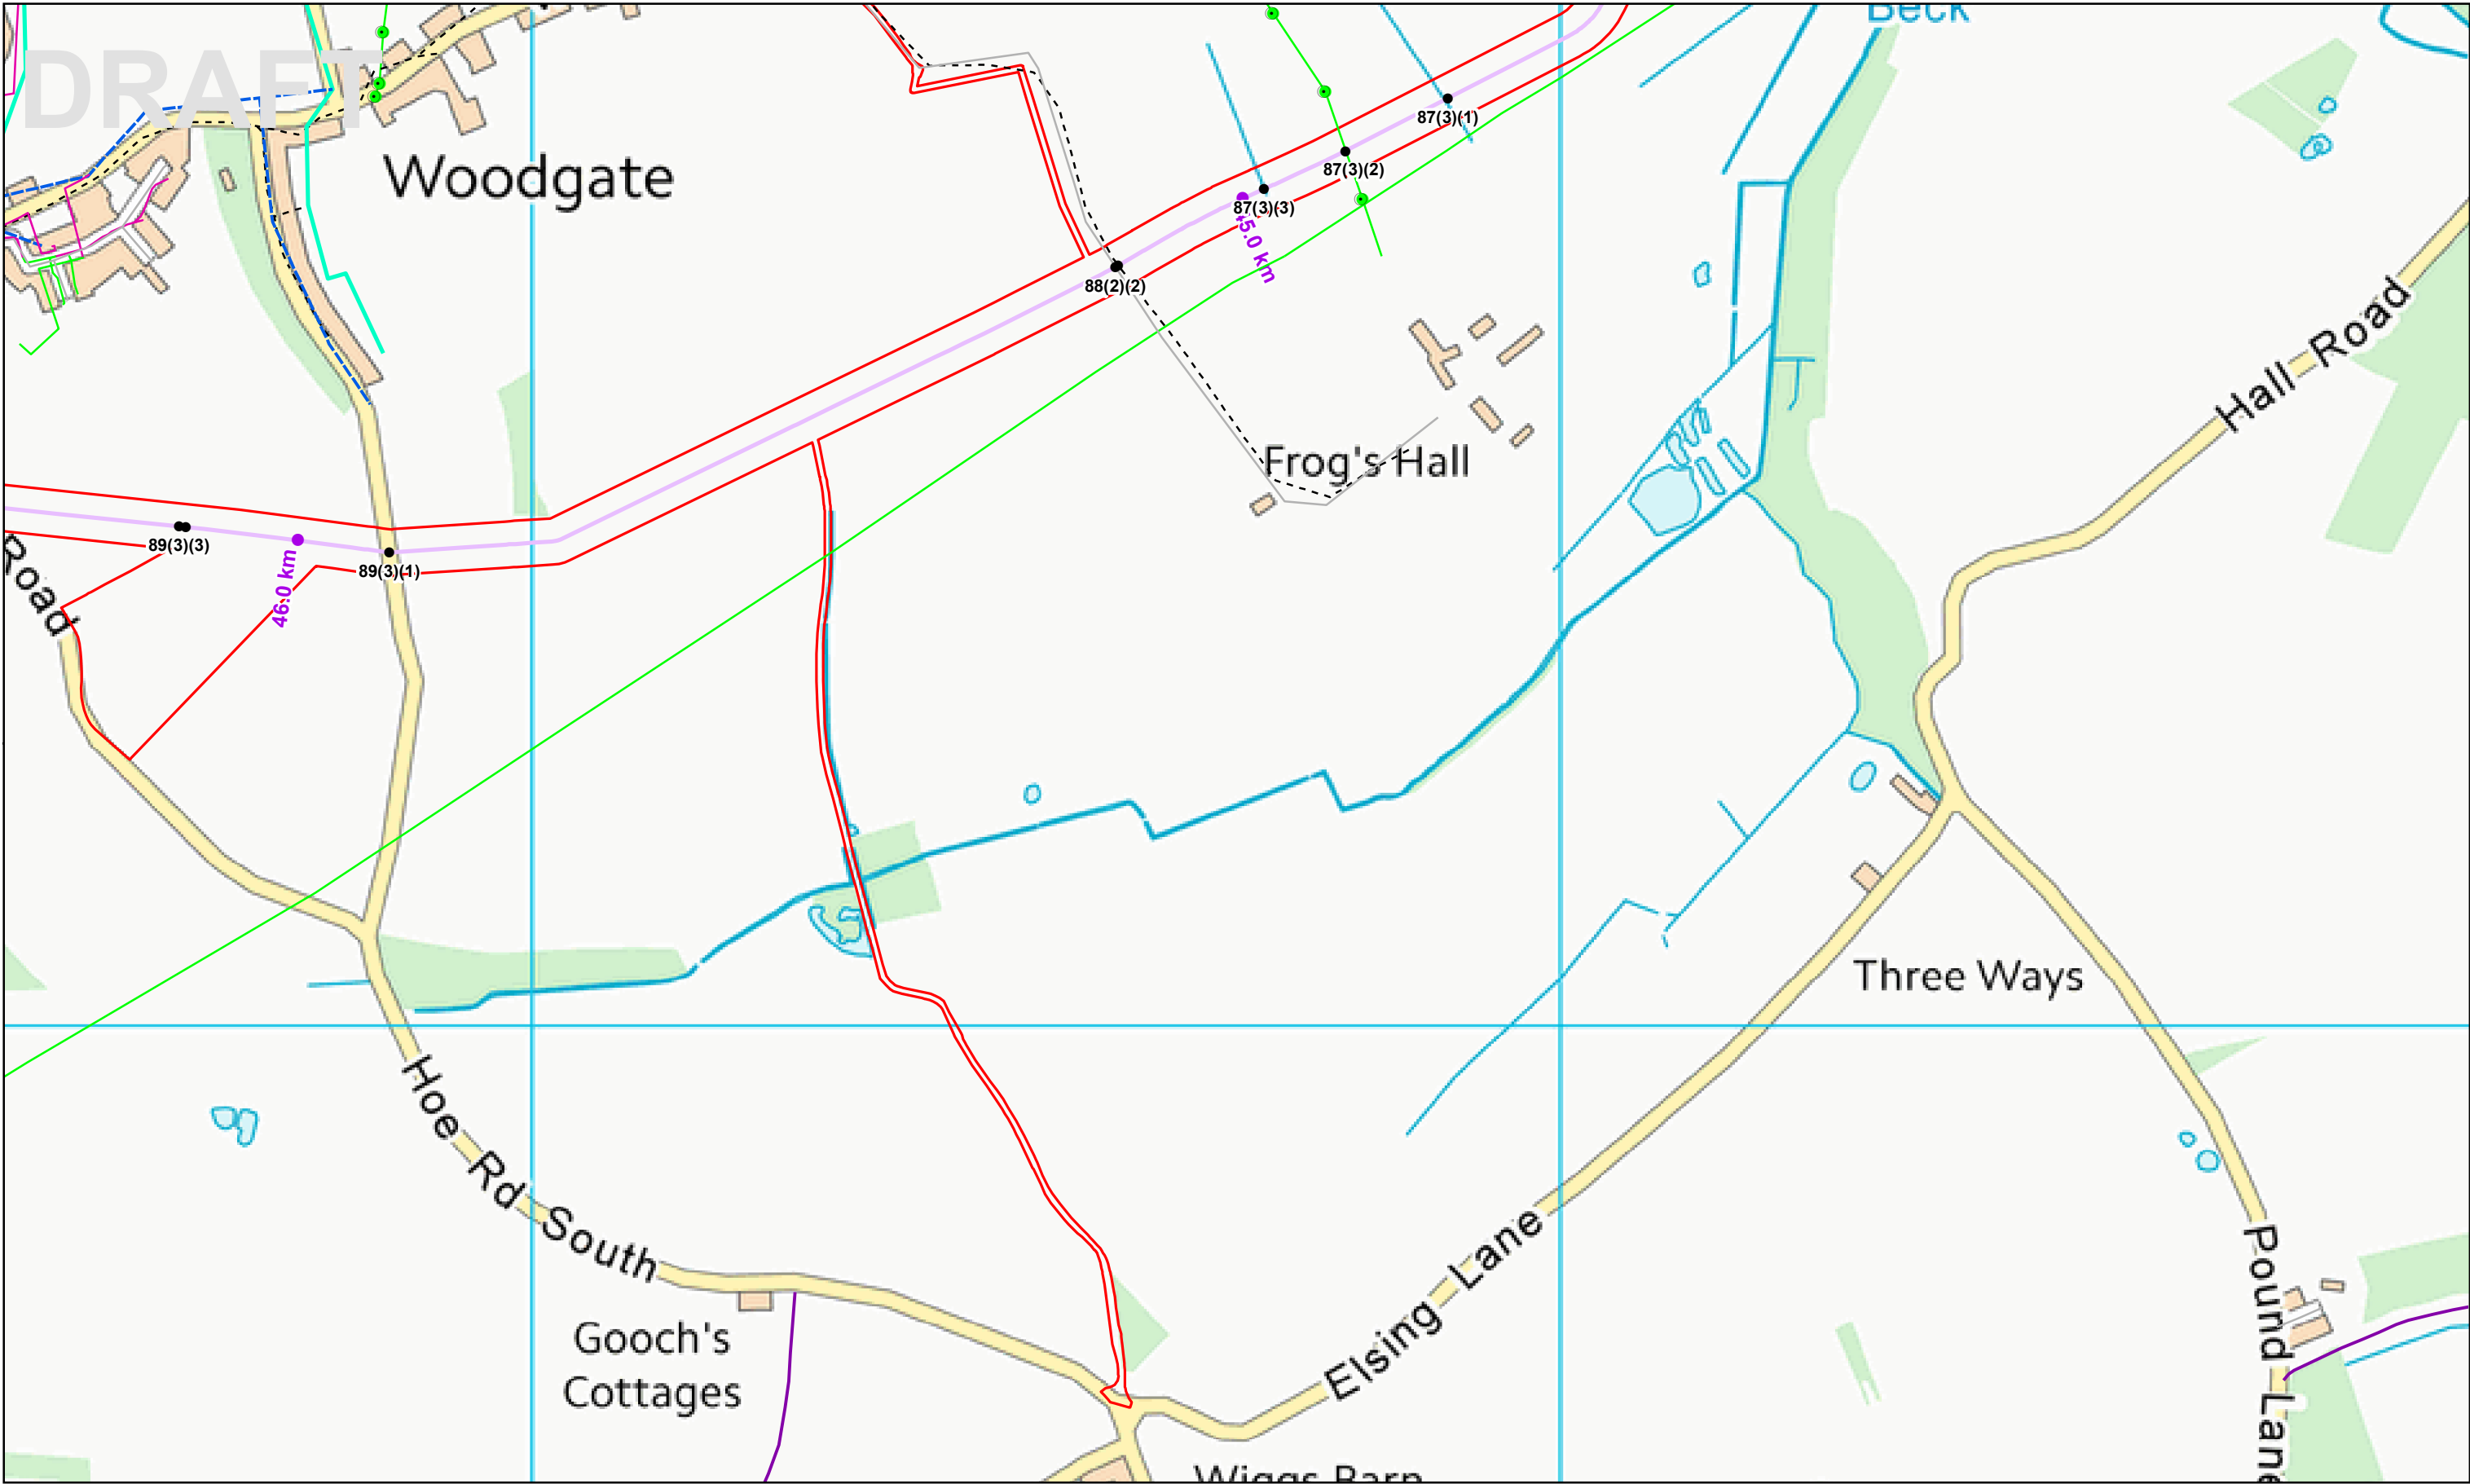 Beck
DRAFT
87(3)(1)
Woodgate
87(3)(2)
87(3)(3)
45.0 km
88(2)(2)
Hall Road
Frog's Hall
89(3)(3)
89(3)(1)
46.0 km
Road
Three Ways
Hoe Rd South
Elsing Lane
Pound Lane
Gooch's
Cottages
Wiggs Barn